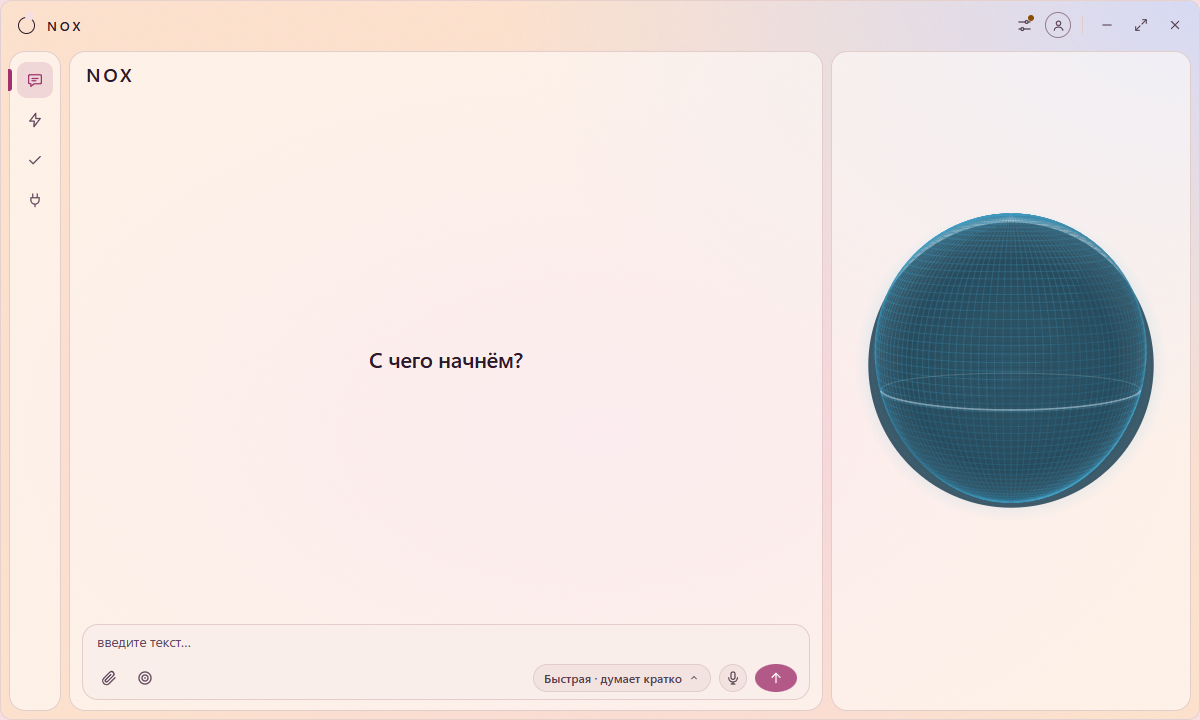 NOX
NOX
С чего начнём?
введите текст...
Быстрая · думает кратко